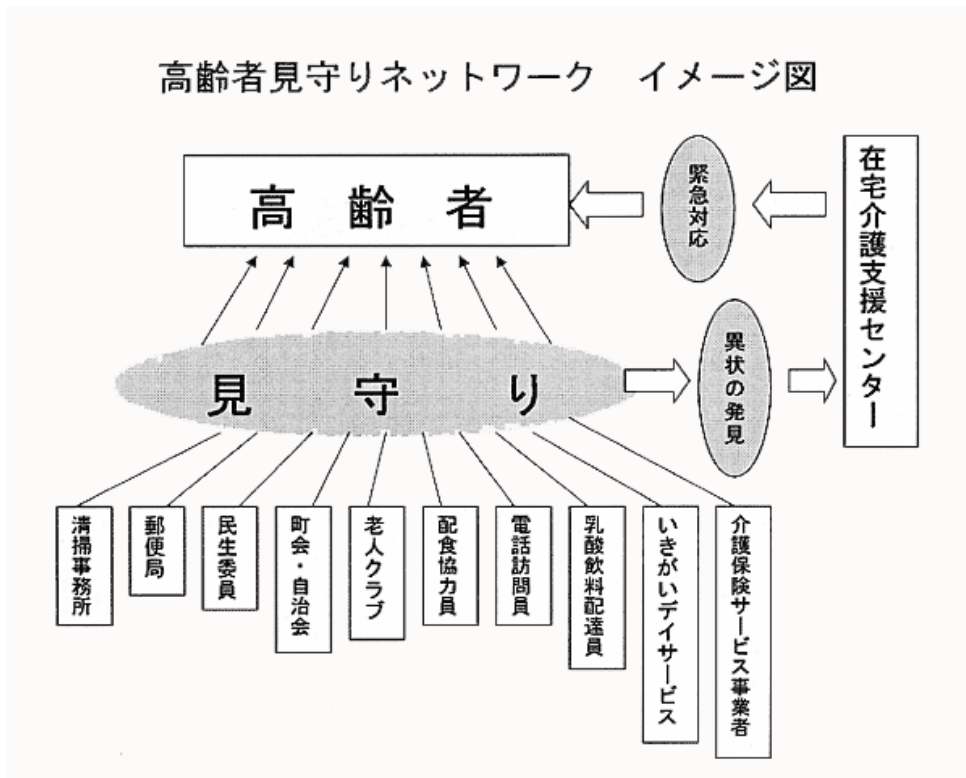 高齢者見守りネットワーク　イメージ図
高齢者
緊急対応
在宅介護支援センター
見守り
異状の発見
清掃事務所
郵便局
民生委員
町会・自治会
老人クラブ
配食協力員
電話訪問員
乳酸飲料配達員
いきがいデイサービス
介護保険サービス事業者